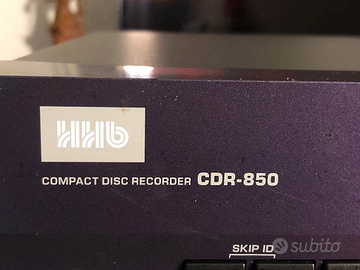 HHb
COMPACT DISC RECORDER CDR-850
SKIP ID
subito